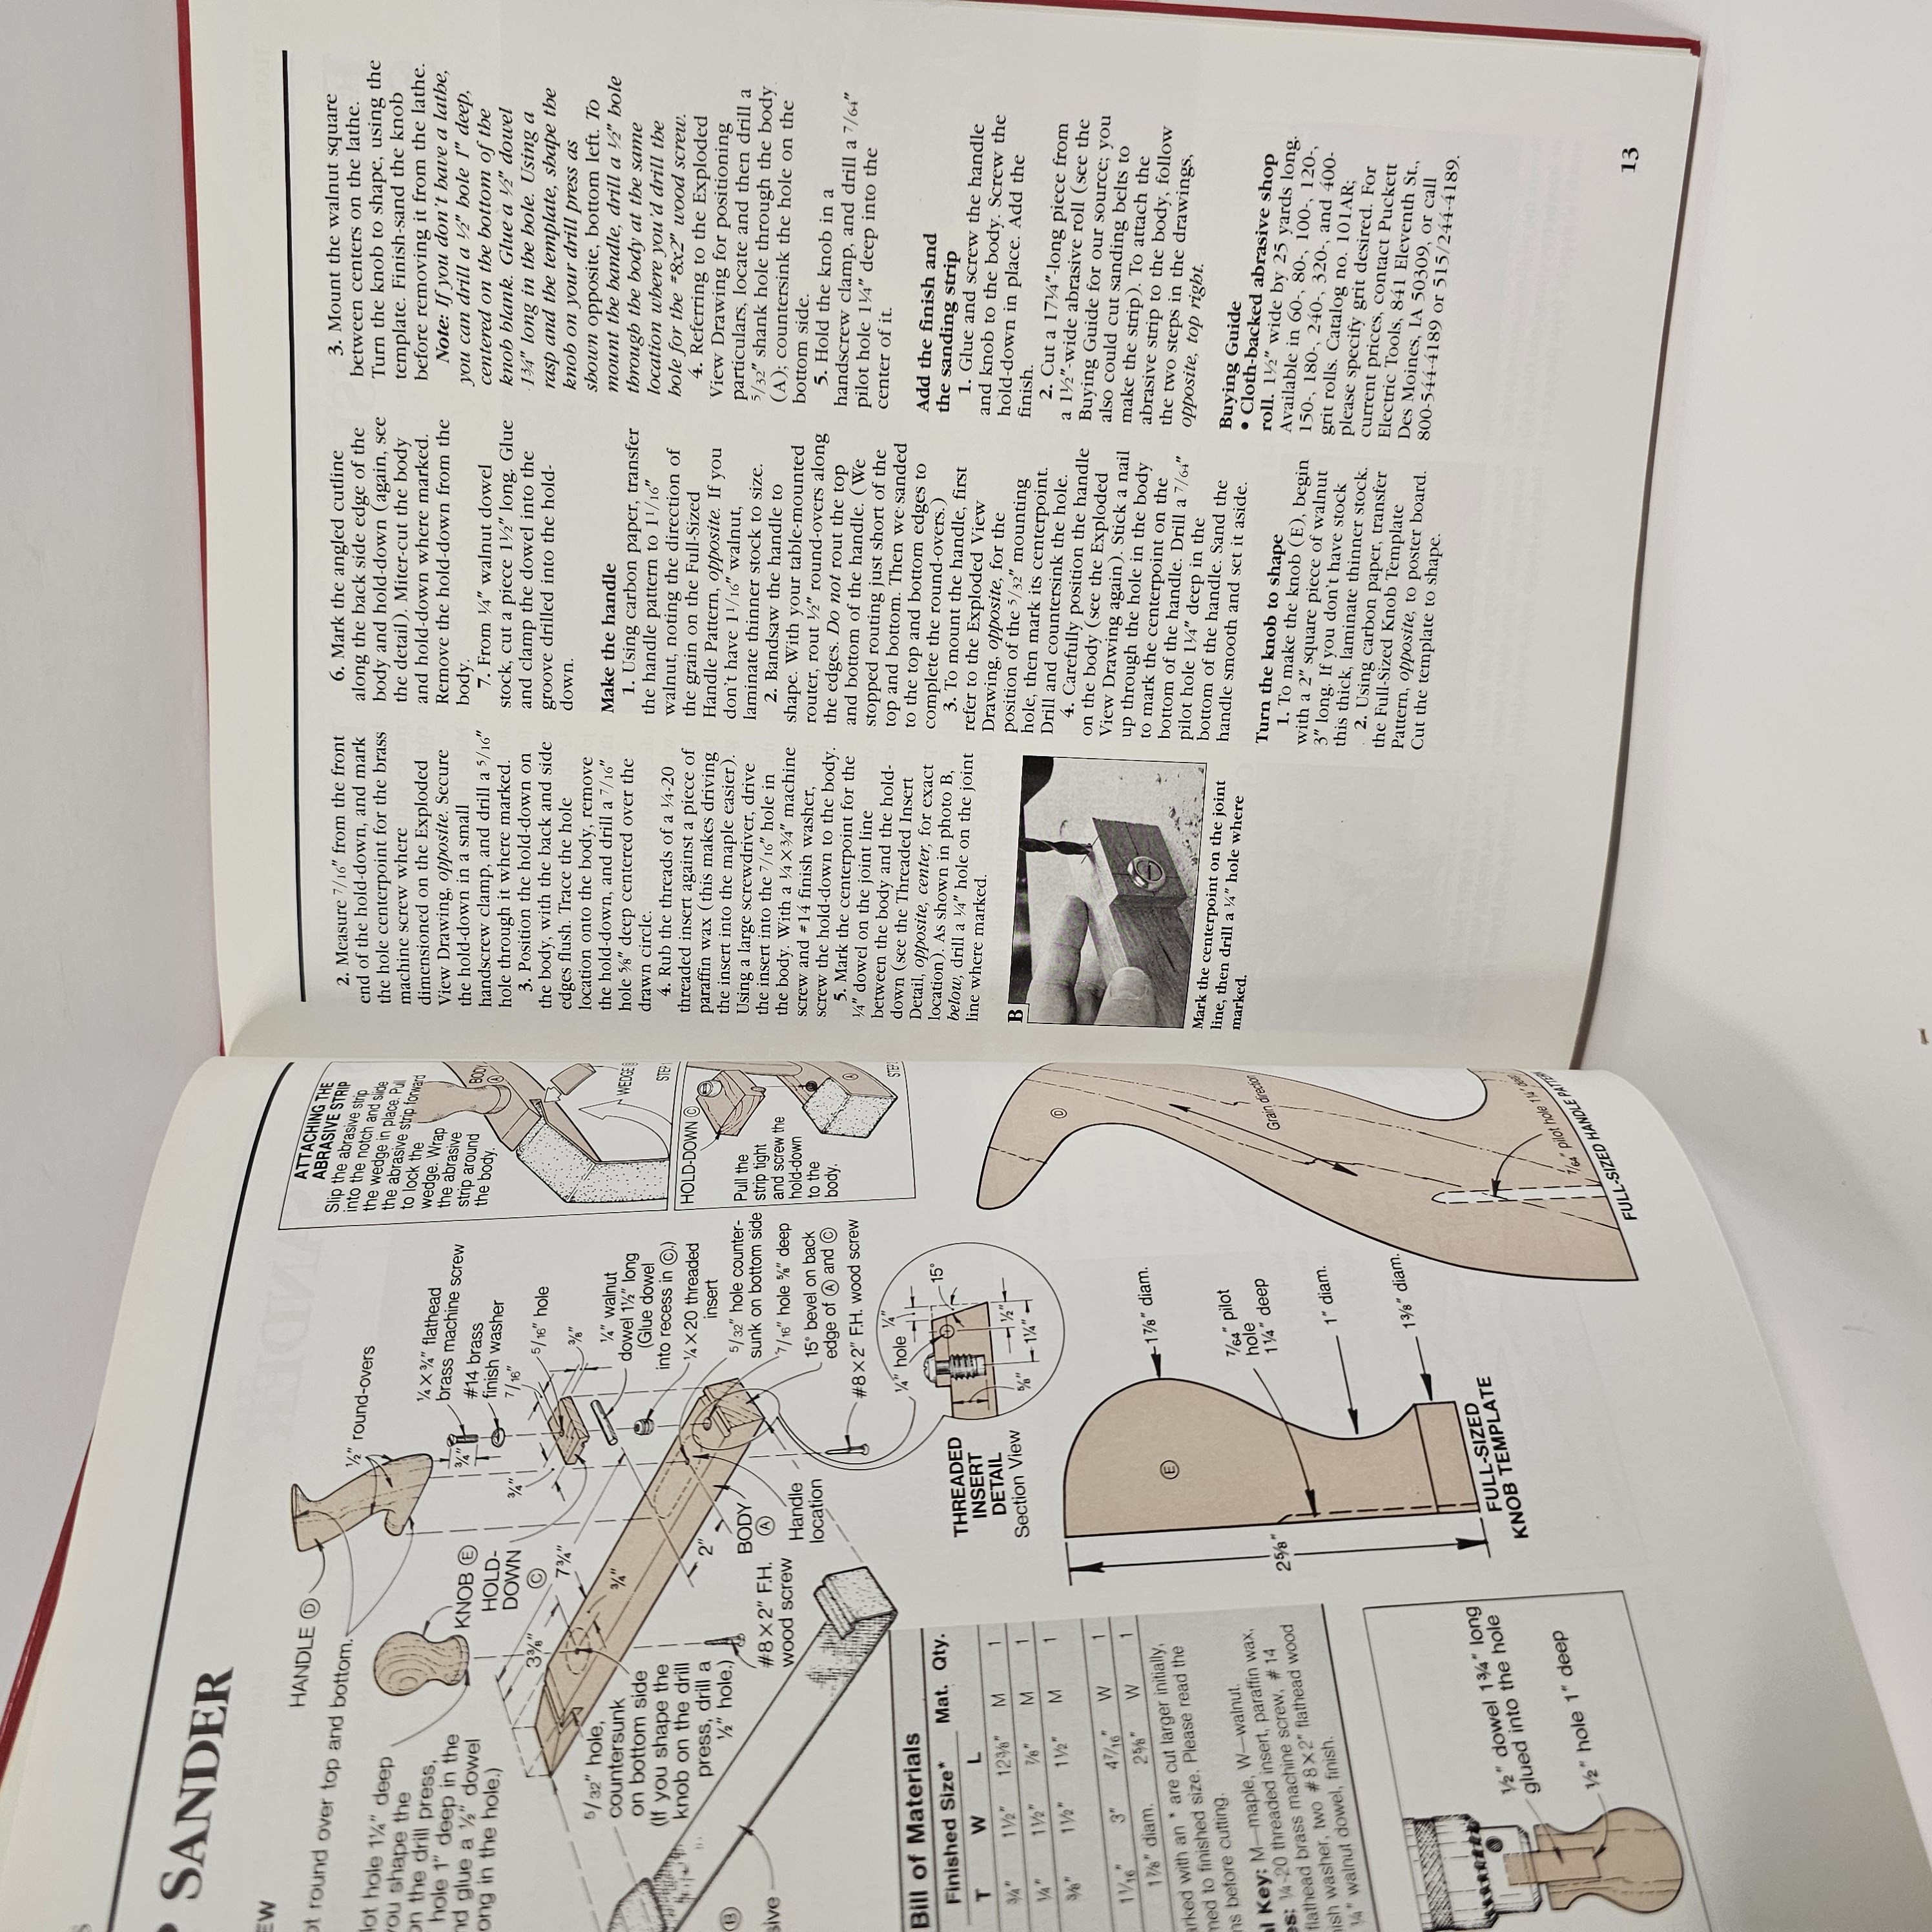 SANDER
EW
HANDLE Ⓓ
ot round over top and bottom.
½" round-overs
lot hole 1¼" deep
you shape the
on the drill press,
hole 1" deep in the
nd glue a ½" dowel
ong in the hole.)
KNOB Ⓔ
HOLD-
DOWN
Ⓒ
¼ × ¾" flathead
brass machine screw
¾"
#14 brass
finish washer
¾"
7/16"
5/16" hole
⅜"
3⅜"
7¾"
¾"
¼" walnut
dowel 1½" long
(Glue dowel
into recess in Ⓒ.)
¼ × 20 threaded
insert
5/32" hole,
countersunk
on bottom side
(If you shape the
knob on the drill
press, drill a
½" hole.)
#8 × 2" F.H.
wood screw
2"
BODY
Ⓐ
Handle
location
5/32" hole counter-
sunk on bottom side
7/16" hole ⅝" deep
15° bevel on back
edge of Ⓐ and Ⓒ
#8 × 2" F.H. wood screw
Ⓑ
sive
ATTACHING THE
ABRASIVE STRIP
Slip the abrasive strip
into the notch and slide
the wedge in place. Pull
the abrasive strip forward
to lock the
wedge. Wrap
the abrasive
strip around
the body.
BODY
Ⓐ
WEDGE
STEP
HOLD-DOWN Ⓒ
Pull the
strip tight
and screw the
hold-down
to the
body.
Ⓐ
STEP
¼" hole
¼"
15°
THREADED
INSERT
DETAIL
Section View
⅝"
½"
1¼"
Bill of Materials
Finished Size* Mat. Qty.
T W L
¾" 1½" 12⅜" M 1
¼" 1½" ⅞" M 1
⅜" 1½" 1½" M 1
1 1/16" 3" 4 7/16" W 1
1⅞" diam. 2⅝" W 1
arked with an * are cut larger initially,
med to finished size. Please read the
ns before cutting.
al Key: M—maple, W—walnut.
es: ¼-20 threaded insert, paraffin wax,
flathead brass machine screw, #14
nish washer, two #8 × 2" flathead wood
¼" walnut dowel, finish.
½" dowel 1¾" long
glued into the hole
½" hole 1" deep
Ⓔ
1⅞" diam.
2⅝"
7/64" pilot
hole
1¼" deep
1" diam.
1⅜" diam.
FULL-SIZED
KNOB TEMPLATE
Ⓓ
Grain direction
7/64" pilot hole 1¼" deep
FULL-SIZED HANDLE PATTERN
2. Measure 7/16" from the front
end of the hold-down, and mark
the hole centerpoint for the brass
machine screw where
dimensioned on the Exploded
View Drawing, opposite. Secure
the hold-down in a small
handscrew clamp, and drill a 5/16"
hole through it where marked.
3. Position the hold-down on
the body, with the back and side
edges flush. Trace the hole
location onto the body, remove
the hold-down, and drill a 7/16"
hole ⅝" deep centered over the
drawn circle.
4. Rub the threads of a ¼-20
threaded insert against a piece of
paraffin wax (this makes driving
the insert into the maple easier).
Using a large screwdriver, drive
the insert into the 7/16" hole in
the body. With a ¼ × ¾" machine
screw and #14 finish washer,
screw the hold-down to the body.
5. Mark the centerpoint for the
¼" dowel on the joint line
between the body and the hold-
down (see the Threaded Insert
Detail, opposite, center, for exact
location). As shown in photo B,
below, drill a ¼" hole on the joint
line where marked.
B
Mark the centerpoint on the joint
line, then drill a ¼" hole where
marked.
6. Mark the angled cutline
along the back side edge of the
body and hold-down (again, see
the detail). Miter-cut the body
and hold-down where marked.
Remove the hold-down from the
body.
7. From ¼" walnut dowel
stock, cut a piece 1½" long. Glue
and clamp the dowel into the
groove drilled into the hold-
down.
Make the handle
1. Using carbon paper, transfer
the handle pattern to 1 1/16"
walnut, noting the direction of
the grain on the Full-Sized
Handle Pattern, opposite. If you
don't have 1 1/16" walnut,
laminate thinner stock to size.
2. Bandsaw the handle to
shape. With your table-mounted
router, rout ½" round-overs along
the edges. Do not rout the top
and bottom of the handle. (We
stopped routing just short of the
top and bottom. Then we sanded
to the top and bottom edges to
complete the round-overs.)
3. To mount the handle, first
refer to the Exploded View
Drawing, opposite, for the
position of the 5/32" mounting
hole, then mark its centerpoint.
Drill and countersink the hole.
4. Carefully position the handle
on the body (see the Exploded
View Drawing again). Stick a nail
up through the hole in the body
to mark the centerpoint on the
bottom of the handle. Drill a 7/64"
pilot hole 1¼" deep in the
bottom of the handle. Sand the
handle smooth and set it aside.
Turn the knob to shape
1. To make the knob (E), begin
with a 2" square piece of walnut
3" long. If you don't have stock
this thick, laminate thinner stock.
2. Using carbon paper, transfer
the Full-Sized Knob Template
Pattern, opposite, to poster board.
Cut the template to shape.
3. Mount the walnut square
between centers on the lathe.
Turn the knob to shape, using the
template. Finish-sand the knob
before removing it from the lathe.
Note: If you don't have a lathe,
you can drill a ½" hole 1" deep,
centered on the bottom of the
knob blank. Glue a ½" dowel
1¾" long in the hole. Using a
rasp and the template, shape the
knob on your drill press as
shown opposite, bottom left. To
mount the handle, drill a ½" hole
through the body at the same
location where you'd drill the
hole for the #8x2" wood screw.
4. Referring to the Exploded
View Drawing for positioning
particulars, locate and then drill a
5/32" shank hole through the body
(A); countersink the hole on the
bottom side.
5. Hold the knob in a
handscrew clamp, and drill a 7/64"
pilot hole 1¼" deep into the
center of it.
Add the finish and
the sanding strip
1. Glue and screw the handle
and knob to the body. Screw the
hold-down in place. Add the
finish.
2. Cut a 17¼"-long piece from
a 1½"-wide abrasive roll (see the
Buying Guide for our source; you
also could cut sanding belts to
make the strip). To attach the
abrasive strip to the body, follow
the two steps in the drawings,
opposite, top right.
Buying Guide
• Cloth-backed abrasive shop
roll. 1½" wide by 25 yards long.
Available in 60-, 80-, 100-, 120-,
150-, 180-, 240-, 320-, and 400-
grit rolls. Catalog no. 101AR;
please specify grit desired. For
current prices, contact Puckett
Electric Tools, 841 Eleventh St.,
Des Moines, IA 50309, or call
800-544-4189 or 515/244-4189.
13